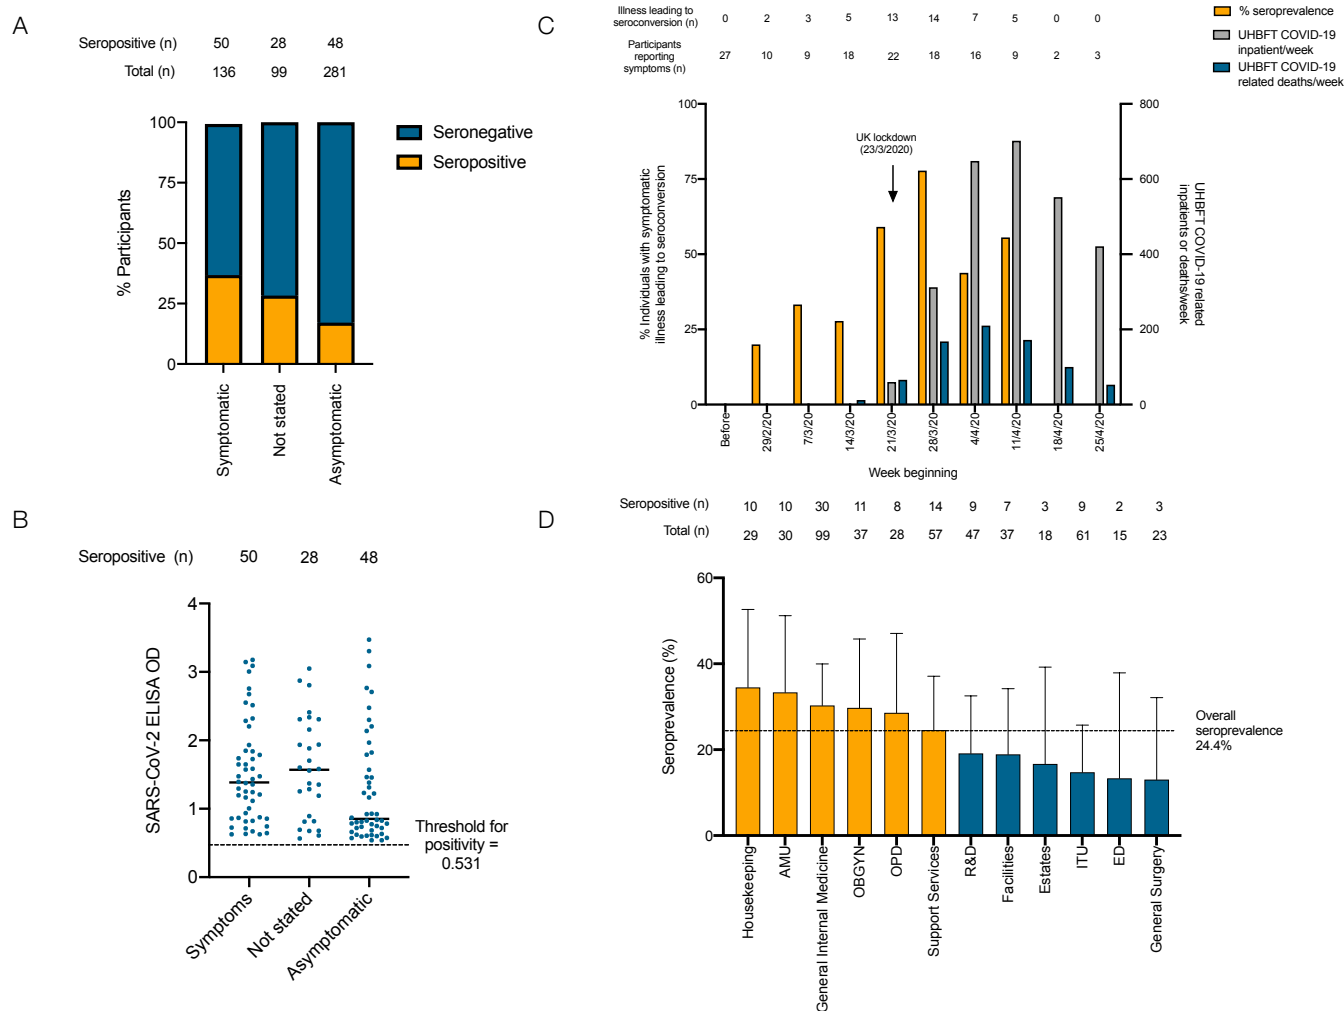 A
Seropositive (n) 50 28 48
Total (n) 136 99 281
100
75
50
25
0
% Participants
Symptomatic
Not stated
Asymptomatic
Seronegative
Seropositive
B
Seropositive (n) 50 28 48
4
3
2
1
0
SARS-CoV-2 ELISA OD
Symptoms
Not stated
Asymptomatic
Threshold for
positivity =
0.531
C
Illness leading to
seroconversion (n)
0 2 3 5 13 14 7 5 0 0
Participants
reporting
symptoms (n)
27 10 9 18 22 18 16 9 2 3
% seroprevalence
UHBFT COVID-19
inpatient/week
UHBFT COVID-19
related deaths/week
100
75
50
25
0
% Individuals with symptomatic
illness leading to seroconversion
UK lockdown
(23/3/2020)
800
600
400
200
0
UHBFT COVID-19 related
inpatients or deaths/week
Before
29/2/20
7/3/20
14/3/20
21/3/20
28/3/20
4/4/20
11/4/20
18/4/20
25/4/20
Week beginning
D
Seropositive (n) 10 10 30 11 8 14 9 7 3 9 2 3
Total (n) 29 30 99 37 28 57 47 37 18 61 15 23
60
40
20
0
Seroprevalence (%)
Overall
seroprevalence
24.4%
Housekeeping
AMU
General Internal Medicine
OBGYN
OPD
Support Services
R&D
Facilities
Estates
ITU
ED
General Surgery